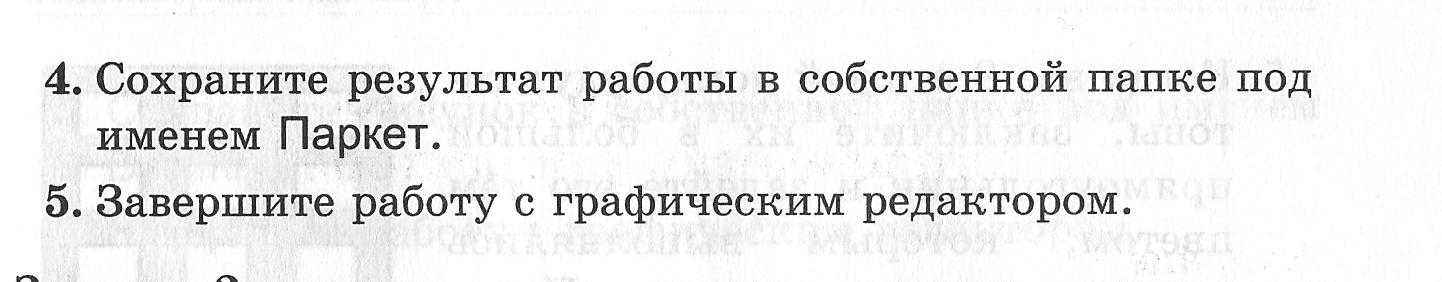 4. Сохраните результат работы в собственной папке под
именем Паркет.
5. Завершите работу с графическим редактором.